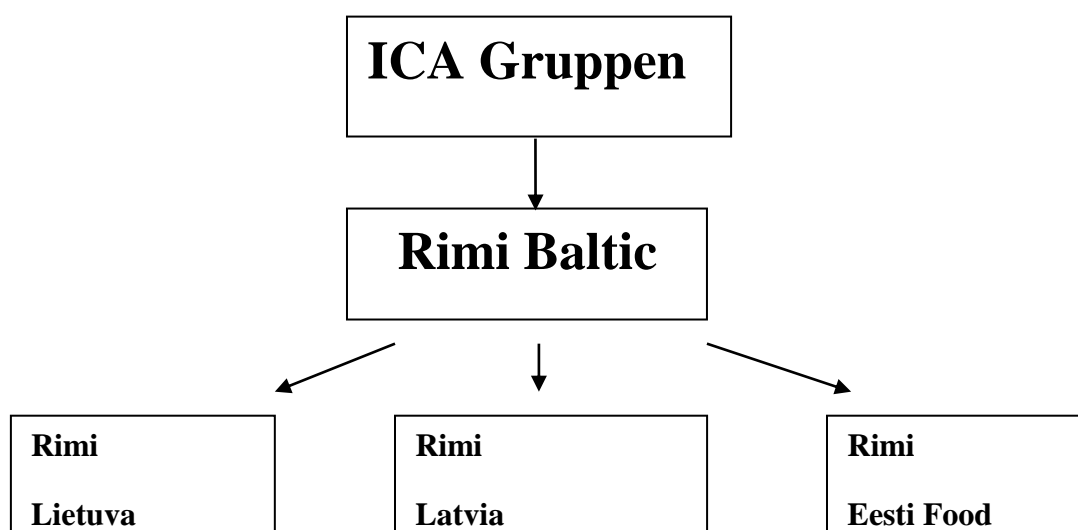 ICA Gruppen
Rimi Baltic
Rimi
Lietuva
Rimi
Latvia
Rimi
Eesti Food